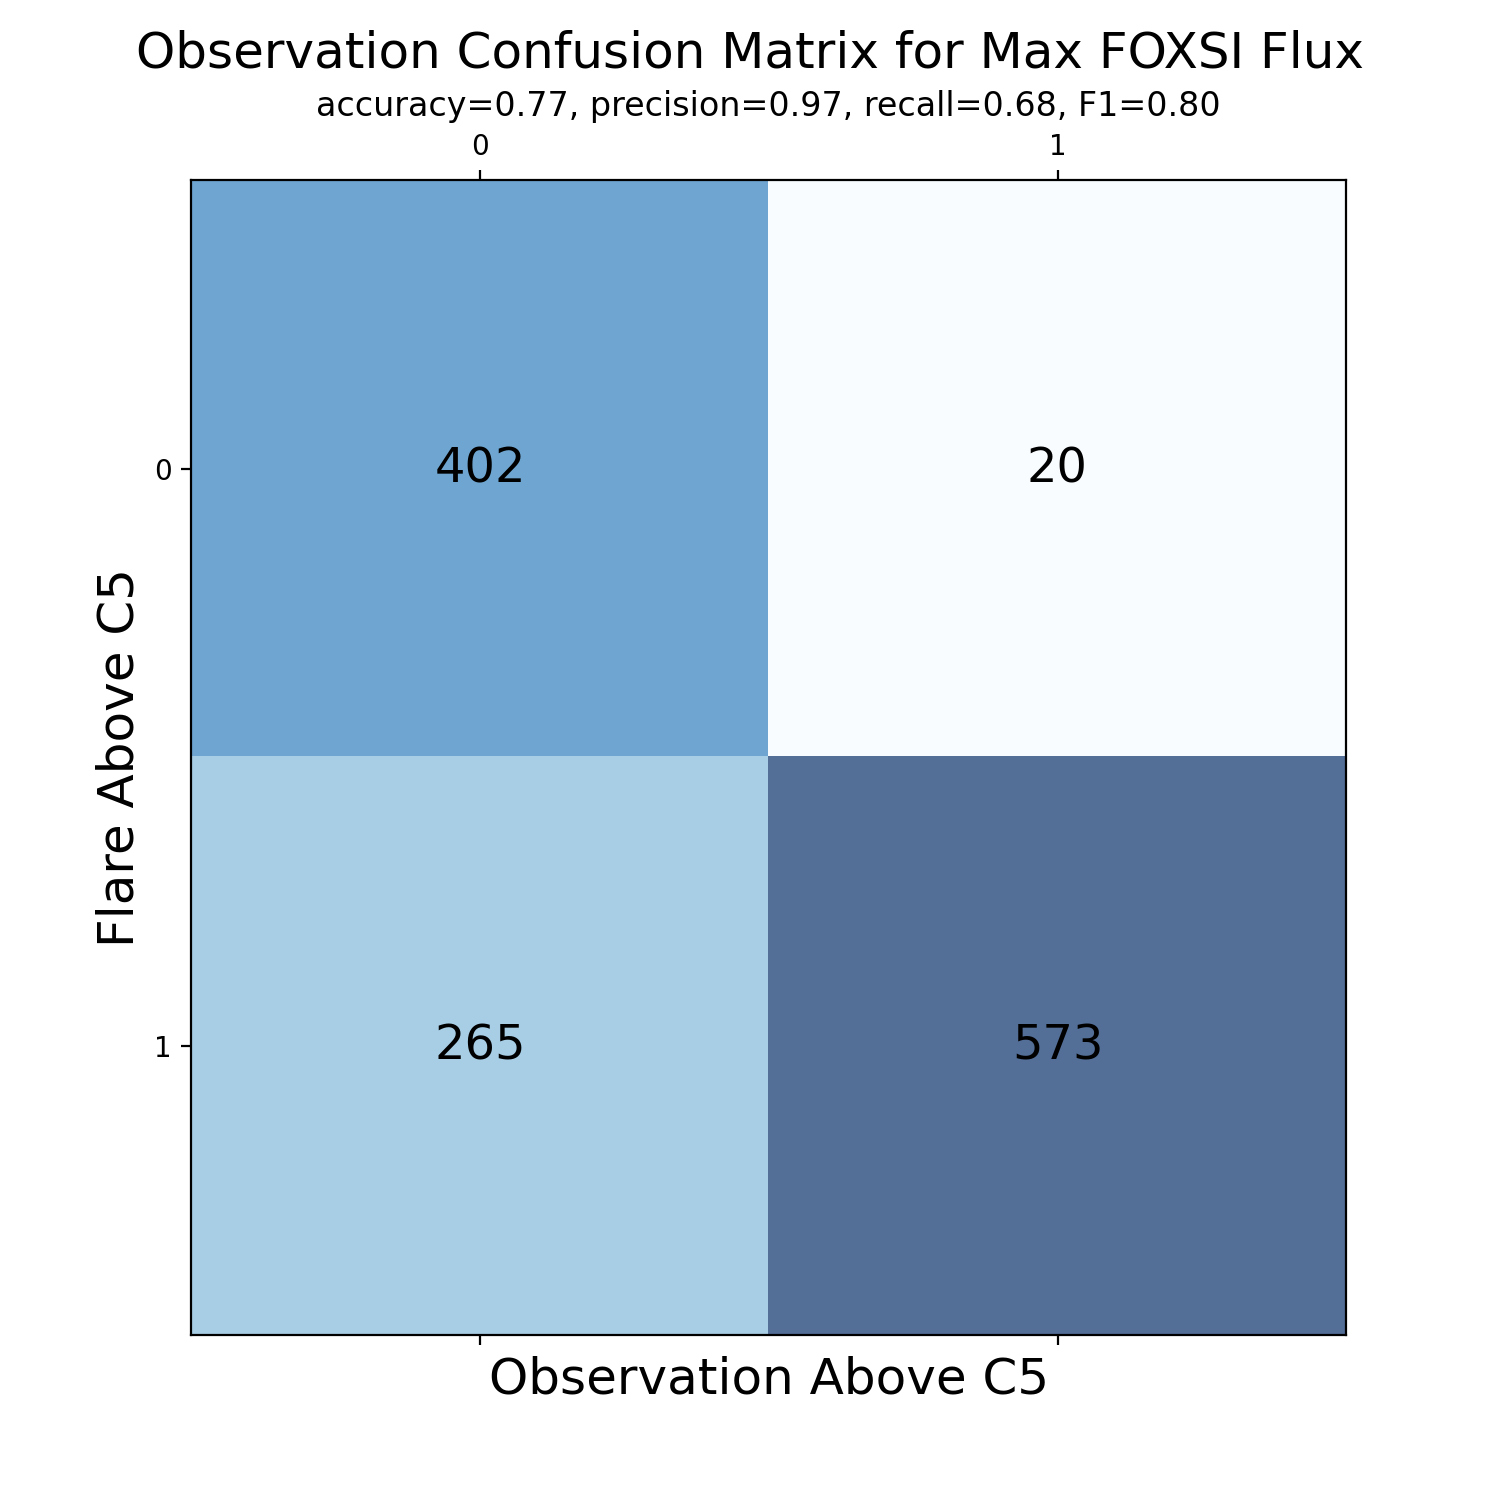 Observation Confusion Matrix for Max FOXSI Flux
accuracy=0.77, precision=0.97, recall=0.68, F1=0.80
0 1
0 402 20
Flare Above C5
1 265 573
Observation Above C5